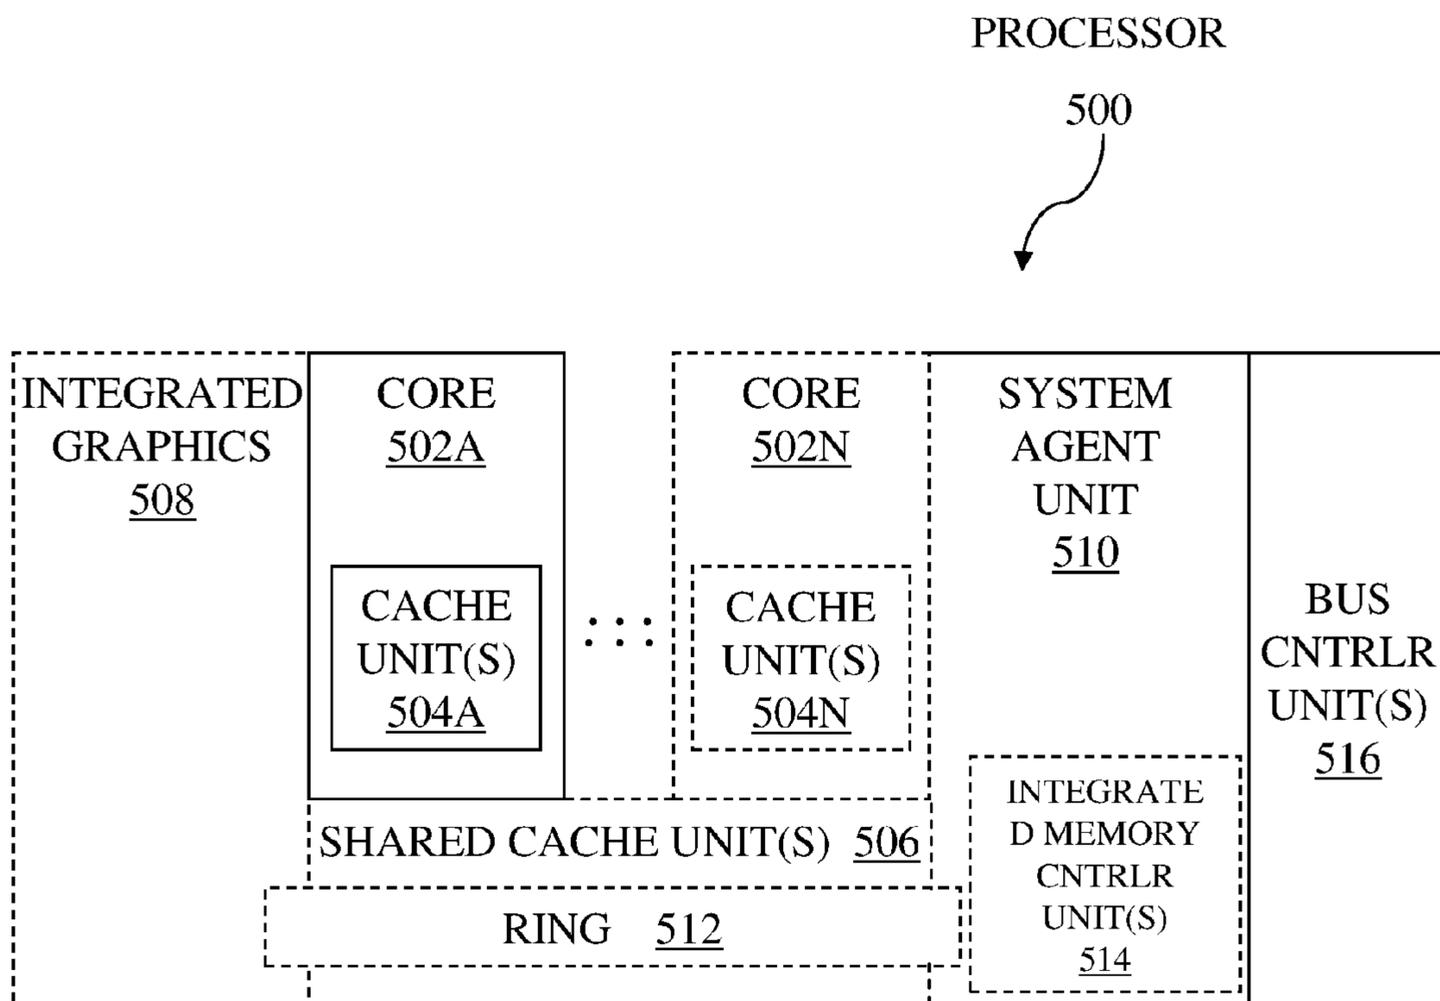 PROCESSOR
500
INTEGRATED
GRAPHICS
508
CORE
502A
CACHE
UNIT(S)
504A
CORE
502N
CACHE
UNIT(S)
504N
SYSTEM
AGENT
UNIT
510
BUS
CNTRLR
UNIT(S)
516
SHARED CACHE UNIT(S) 506
RING 512
INTEGRATE
D MEMORY
CNTRLR
UNIT(S)
514